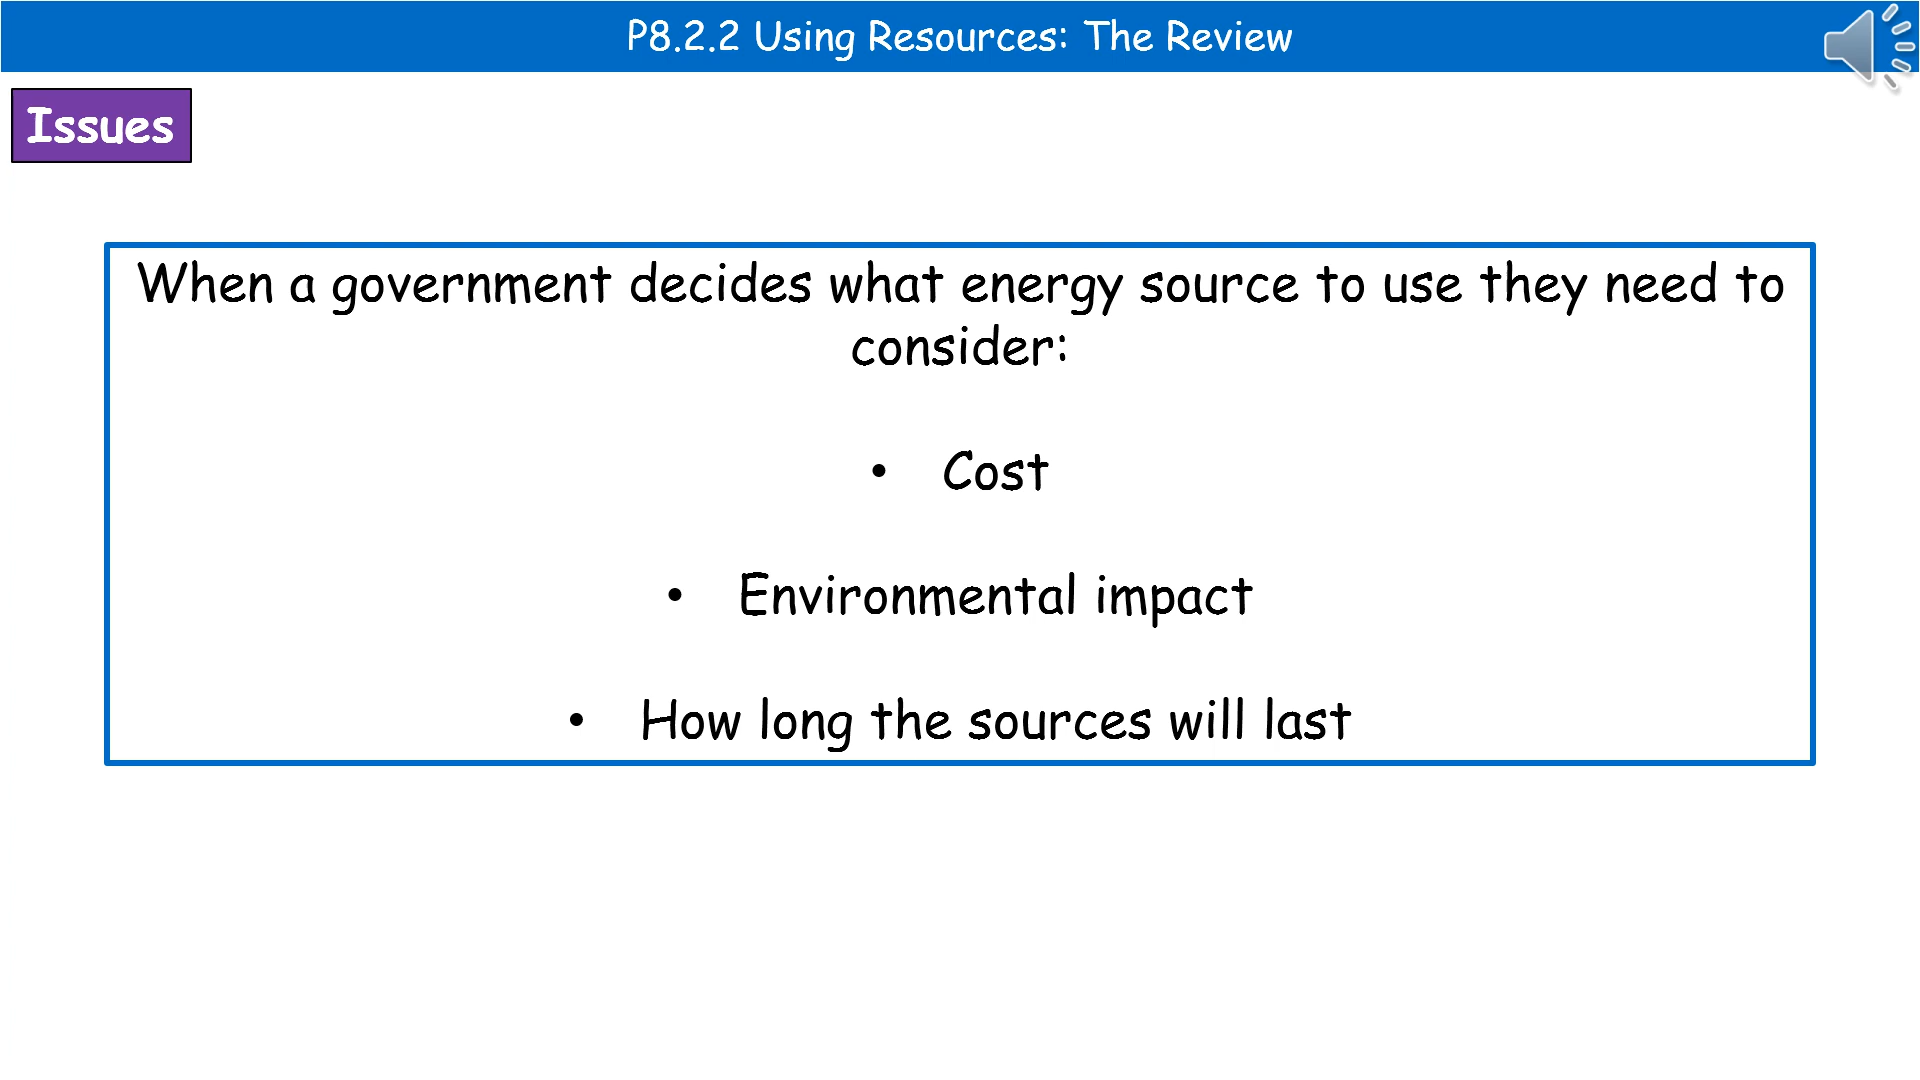 P8.2.2 Using Resources: The Review
Issues
When a government decides what energy source to use they need to
consider:
• Cost
• Environmental impact
• How long the sources will last